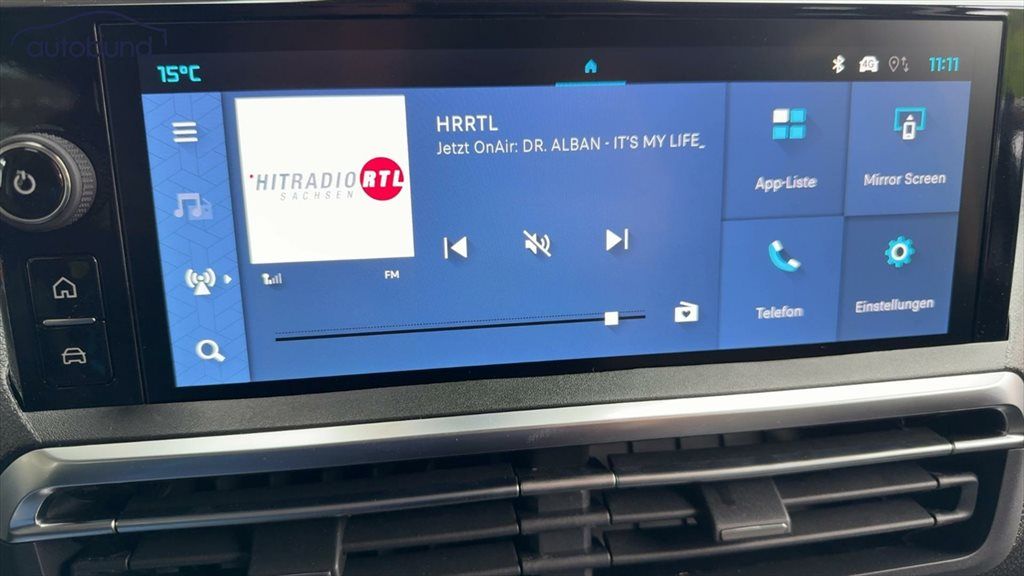 autobund
15°C
4G
11:11
HITRADIO RTL
SACHSEN
HRRTL
Jetzt OnAir: DR. ALBAN - IT'S MY LIFE_
FM
App-Liste
Mirror Screen
Telefon
Einstellungen